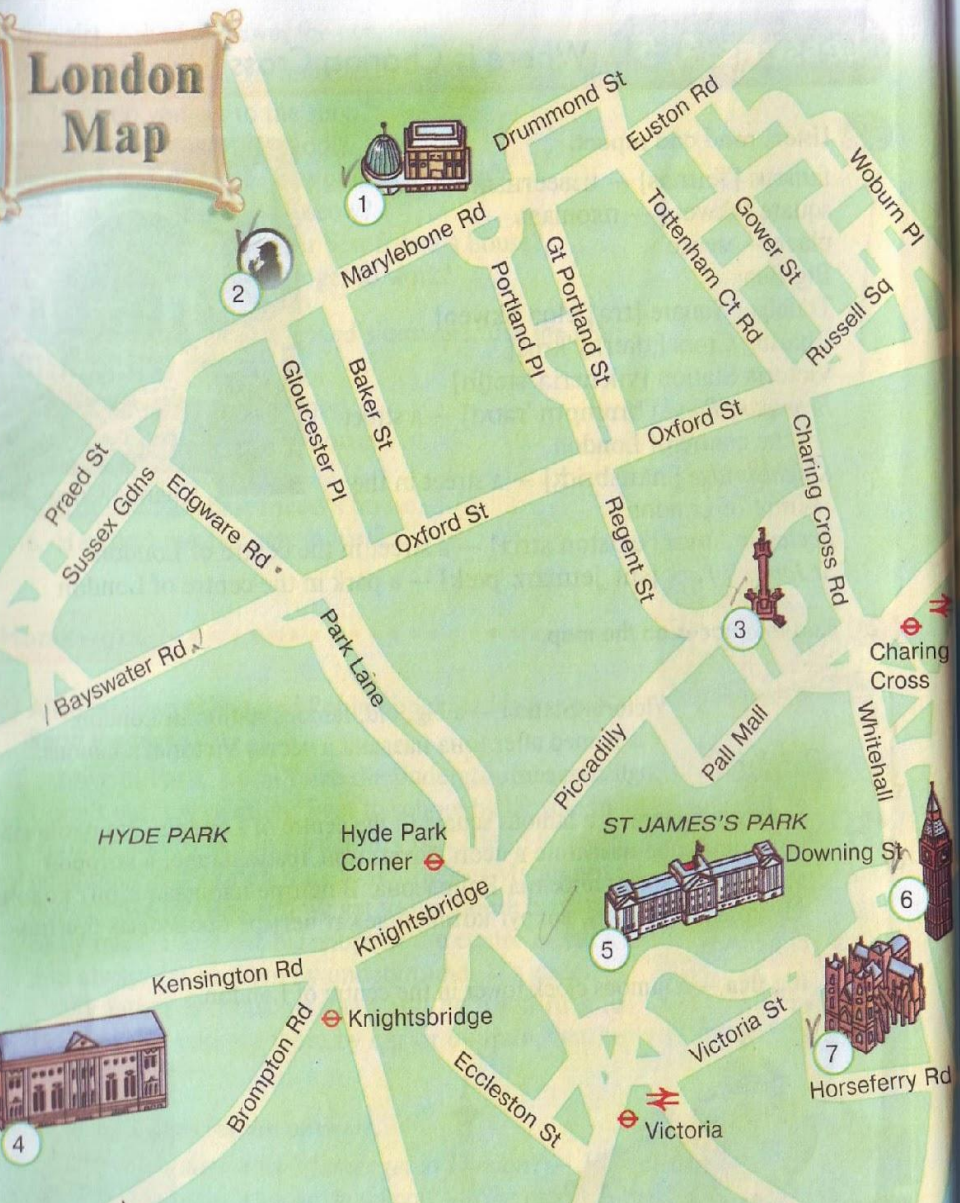 London
Map
Drummond St
Euston Rd
Woburn Pl
1
Marylebone Rd
Tottenham Ct Rd
Gower St
Gt Portland St
Portland Pl
2
Russell Sq
Gloucester Pl
Baker St
Oxford St
Charing Cross Rd
Praed St
Sussex Gdns
Edgware Rd
Oxford St
Regent St
3
Charing
Cross
Park Lane
Bayswater Rd
Piccadilly
Pall Mall
Whitehall
HYDE PARK
Hyde Park
Corner
ST JAMES'S PARK
Downing St
6
5
Knightsbridge
Kensington Rd
Knightsbridge
Brompton Rd
Eccleston St
Victoria St
7
Horseferry Rd
Victoria
4